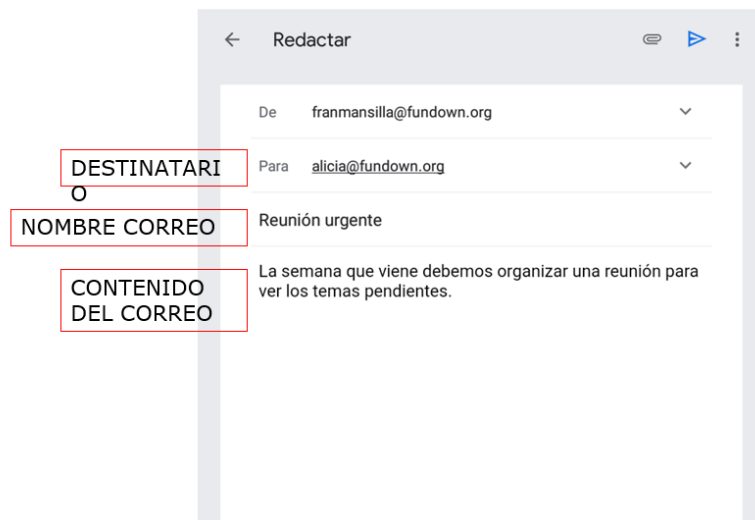 Redactar
De franmansilla@fundown.org
DESTINATARI
O
Para alicia@fundown.org
NOMBRE CORREO
Reunión urgente
CONTENIDO
DEL CORREO
La semana que viene debemos organizar una reunión para
ver los temas pendientes.